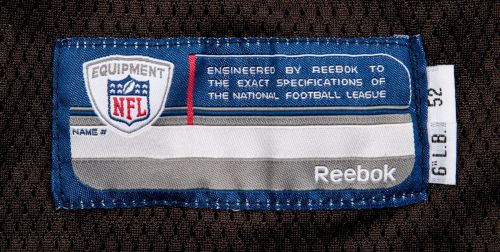 EQUIPMENT
NFL
ENGINEERED BY REEBOK TO
THE EXACT SPECIFICATIONS OF
THE NATIONAL FOOTBALL LEAGUE
NAME #
Reebok
6" L.B. 52